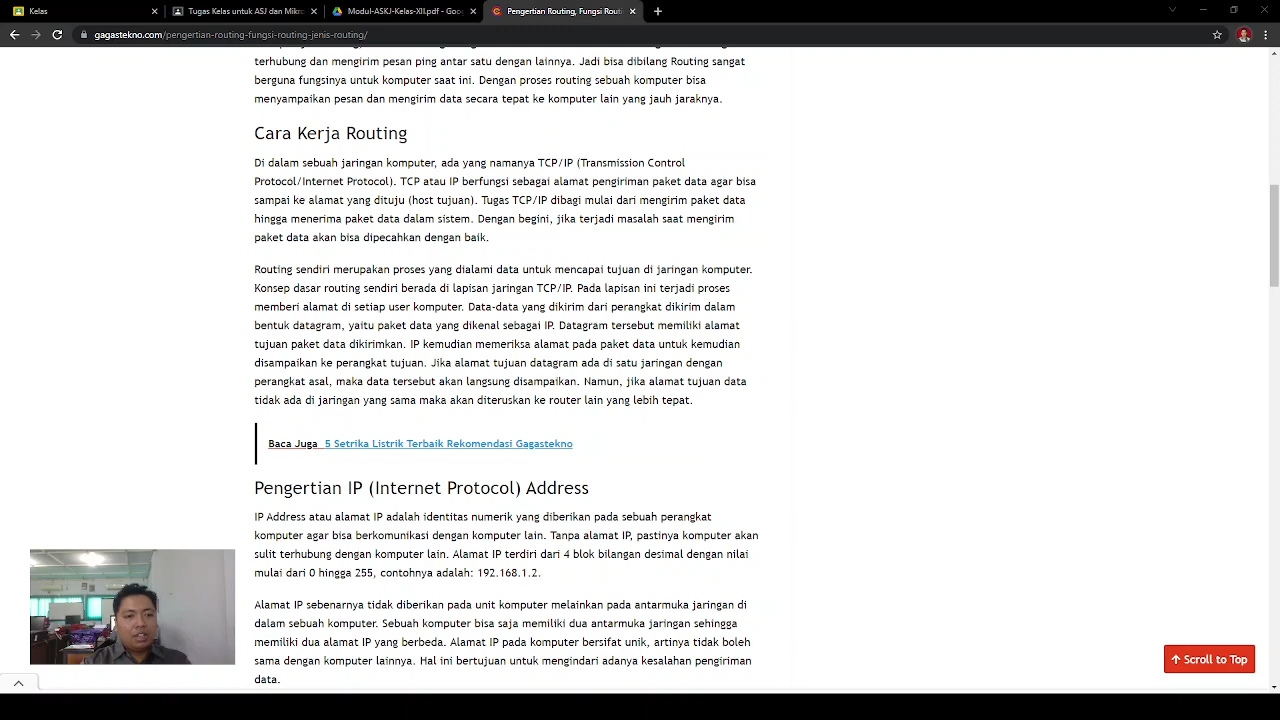 Kelas
Tugas Kelas untuk ASJ dan Mikro
Modul-ASKJ-Kelas-XII.pdf - Goo
Pengertian Routing, Fungsi Routi
gagastekno.com/pengertian-routing-fungsi-routing-jenis-routing/
terhubung dan mengirim pesan ping antar satu dengan lainnya. Jadi bisa dibilang Routing sangat
berguna fungsinya untuk komputer saat ini. Dengan proses routing sebuah komputer bisa
menyampaikan pesan dan mengirim data secara tepat ke komputer lain yang jauh jaraknya.
Cara Kerja Routing
Di dalam sebuah jaringan komputer, ada yang namanya TCP/IP (Transmission Control
Protocol/Internet Protocol). TCP atau IP berfungsi sebagai alamat pengiriman paket data agar bisa
sampai ke alamat yang dituju (host tujuan). Tugas TCP/IP dibagi mulai dari mengirim paket data
hingga menerima paket data dalam sistem. Dengan begini, jika terjadi masalah saat mengirim
paket data akan bisa dipecahkan dengan baik.
Routing sendiri merupakan proses yang dialami data untuk mencapai tujuan di jaringan komputer.
Konsep dasar routing sendiri berada di lapisan jaringan TCP/IP. Pada lapisan ini terjadi proses
memberi alamat di setiap user komputer. Data-data yang dikirim dari perangkat dikirim dalam
bentuk datagram, yaitu paket data yang dikenal sebagai IP. Datagram tersebut memiliki alamat
tujuan paket data dikirimkan. IP kemudian memeriksa alamat pada paket data untuk kemudian
disampaikan ke perangkat tujuan. Jika alamat tujuan datagram ada di satu jaringan dengan
perangkat asal, maka data tersebut akan langsung disampaikan. Namun, jika alamat tujuan data
tidak ada di jaringan yang sama maka akan diteruskan ke router lain yang lebih tepat.
Baca Juga 5 Setrika Listrik Terbaik Rekomendasi Gagastekno
Pengertian IP (Internet Protocol) Address
IP Address atau alamat IP adalah identitas numerik yang diberikan pada sebuah perangkat
komputer agar bisa berkomunikasi dengan komputer lain. Tanpa alamat IP, pastinya komputer akan
sulit terhubung dengan komputer lain. Alamat IP terdiri dari 4 blok bilangan desimal dengan nilai
mulai dari 0 hingga 255, contohnya adalah: 192.168.1.2.
Alamat IP sebenarnya tidak diberikan pada unit komputer melainkan pada antarmuka jaringan di
dalam sebuah komputer. Sebuah komputer bisa saja memiliki dua antarmuka jaringan sehingga
memiliki dua alamat IP yang berbeda. Alamat IP pada komputer bersifat unik, artinya tidak boleh
sama dengan komputer lainnya. Hal ini bertujuan untuk mengindari adanya kesalahan pengiriman
data.
Scroll to Top